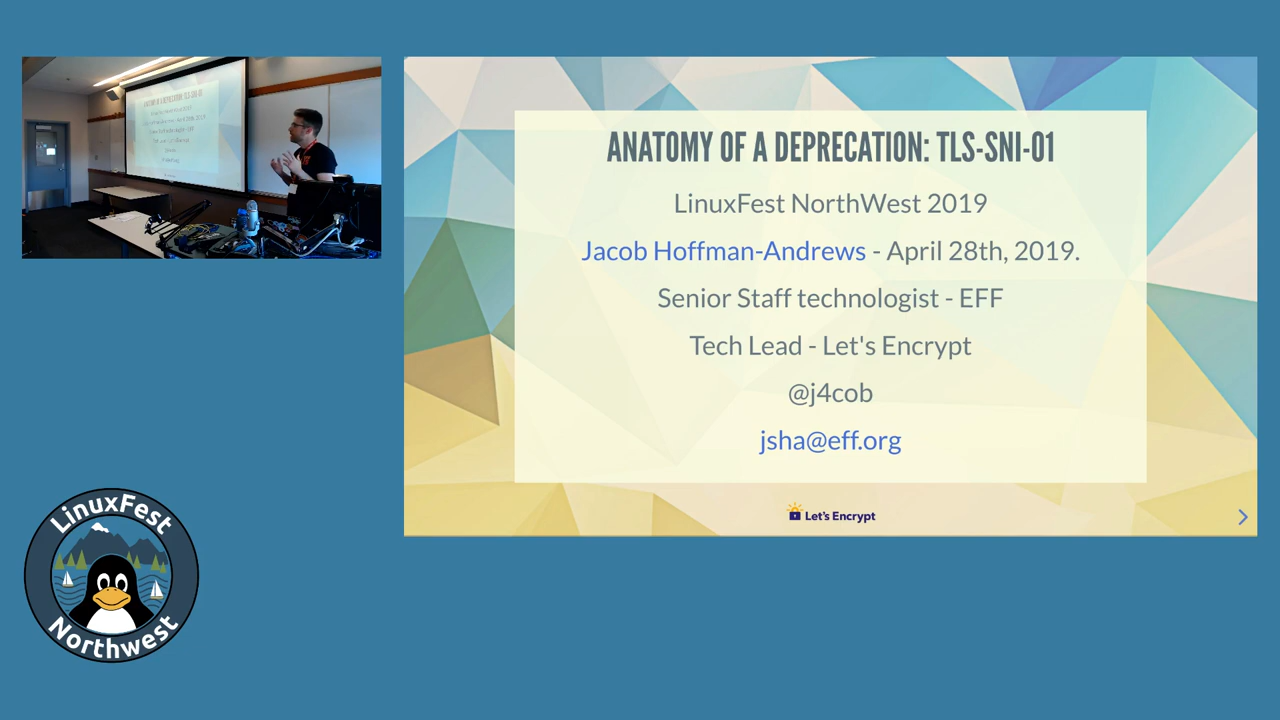 ANATOMY OF A DEPRECATION: TLS-SNI-01
LinuxFest NorthWest 2019
Jacob Hoffman-Andrews - April 28th, 2019.
Senior Staff technologist - EFF
Tech Lead - Let's Encrypt
@j4cob
jsha@eff.org
Let's Encrypt
LinuxFest
Northwest